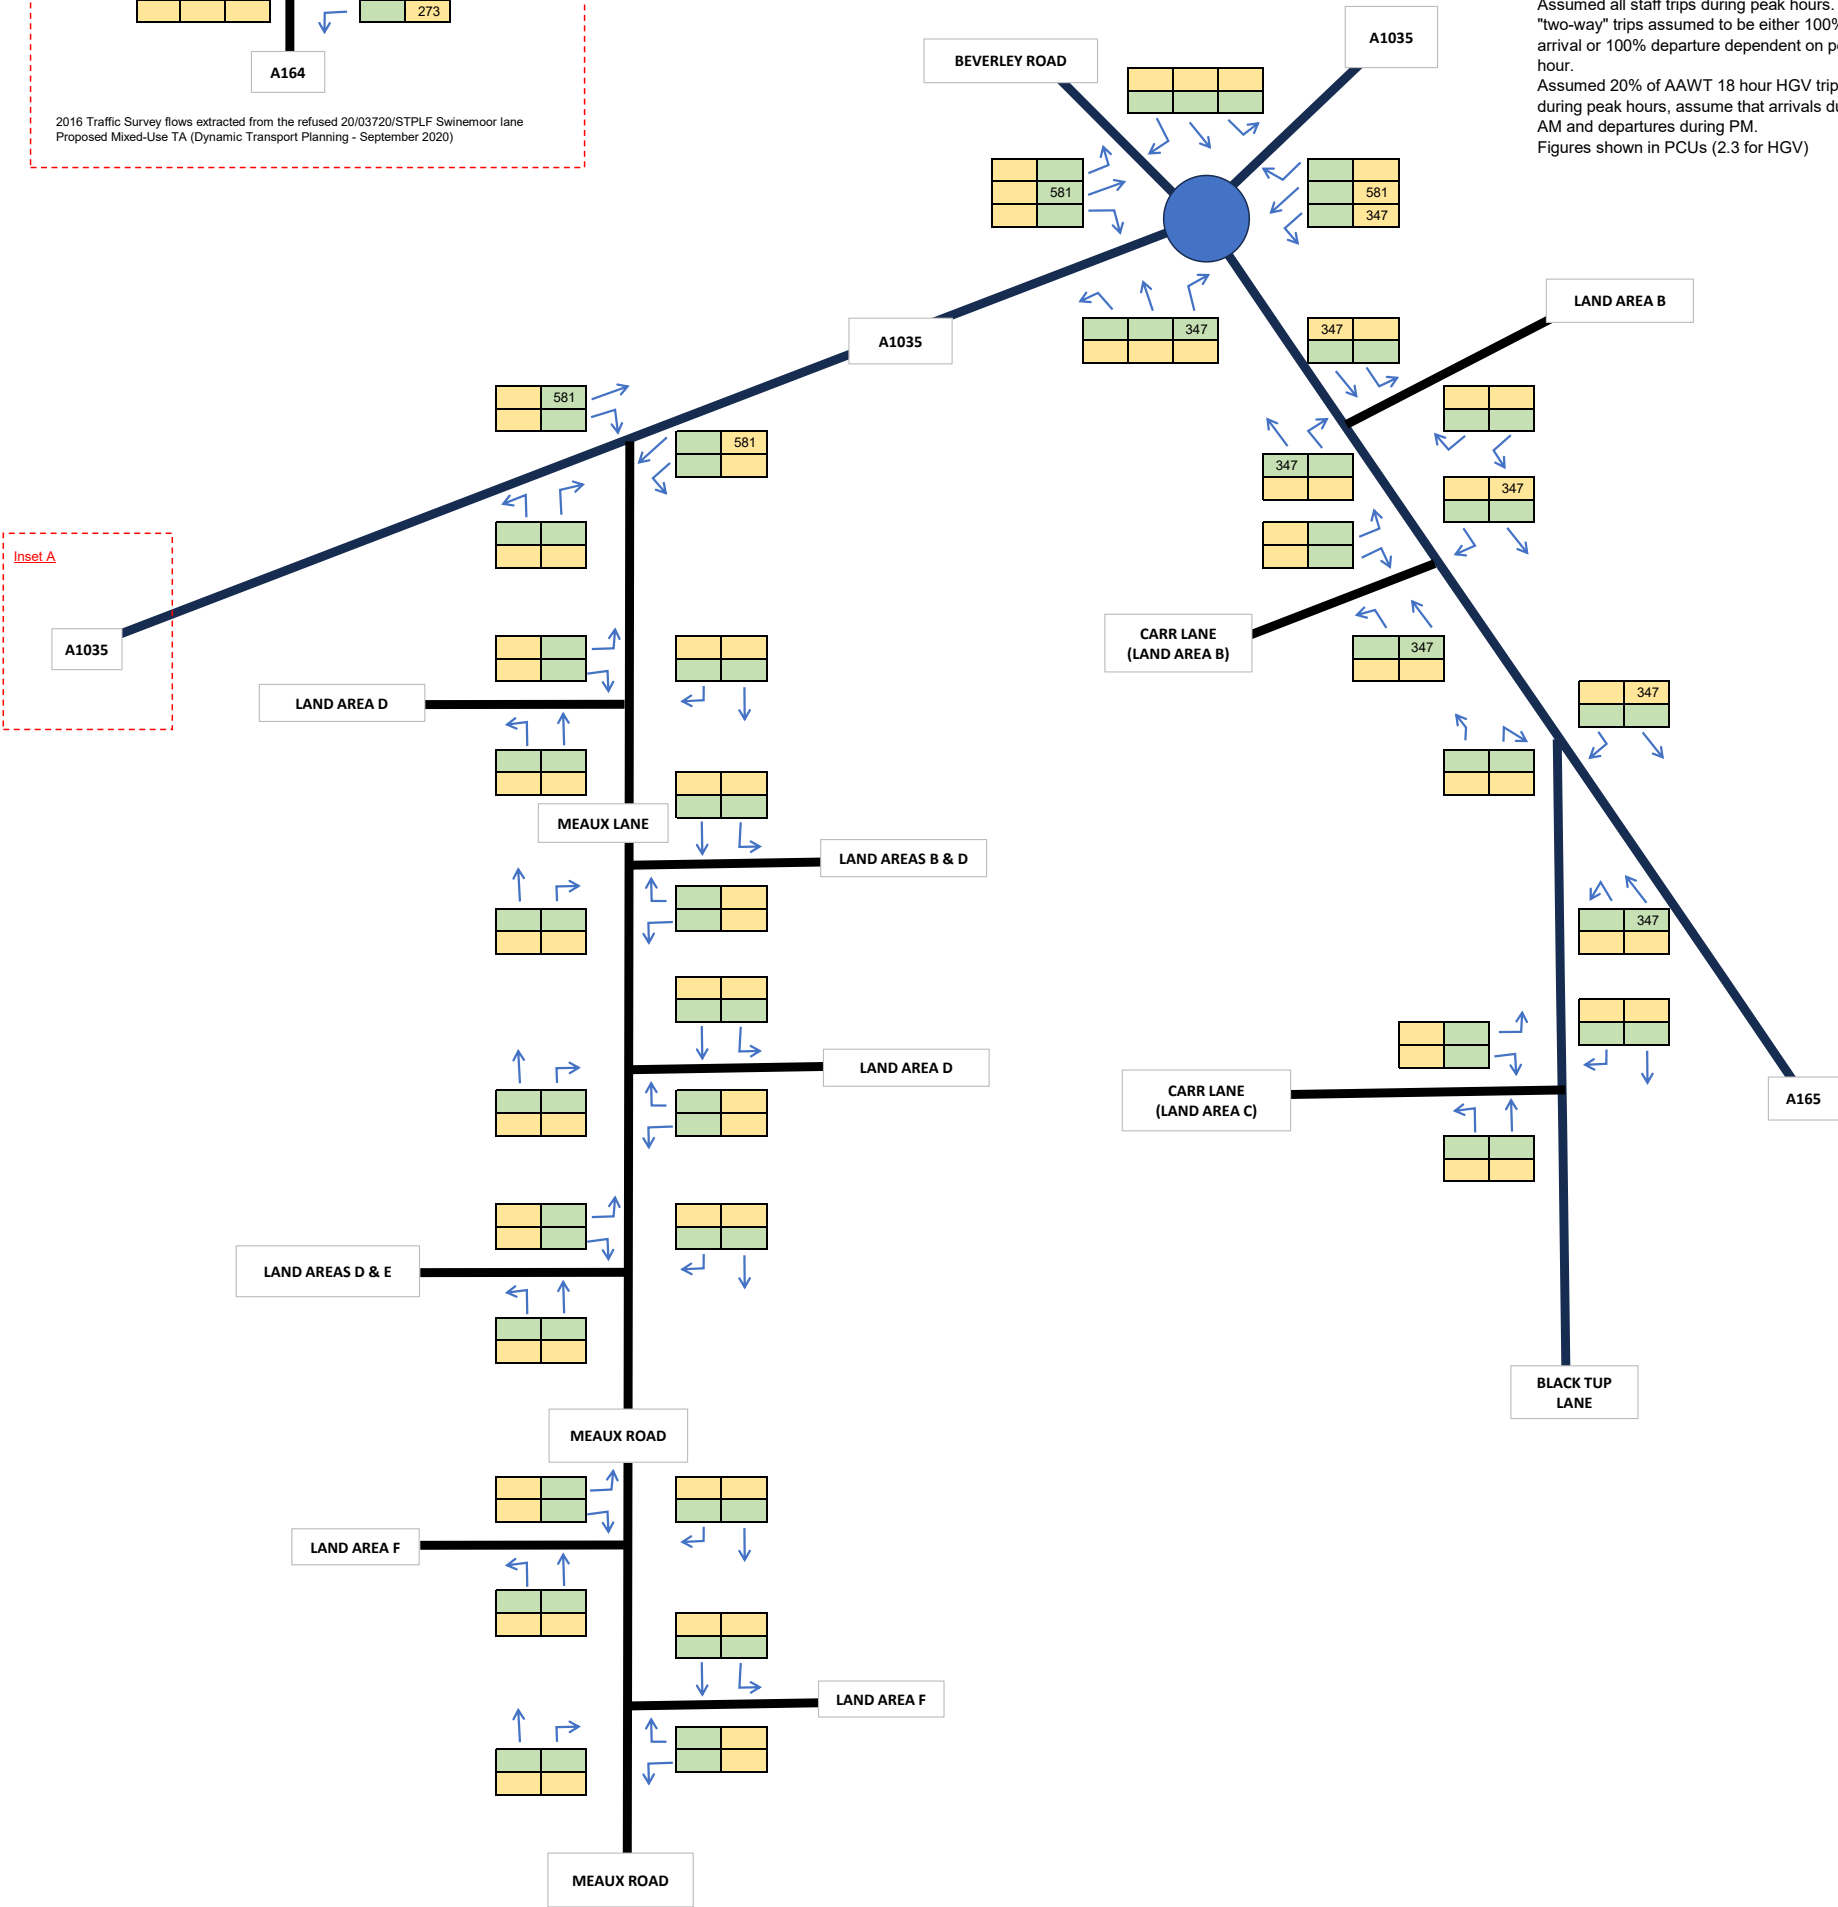 273
A164
2016 Traffic Survey flows extracted from the refused 20/03720/STPLF Swinemoor lane
Proposed Mixed-Use TA (Dynamic Transport Planning - September 2020)
Assumed all staff trips during peak hours.
"two-way" trips assumed to be either 100%
arrival or 100% departure dependent on
hour.
Assumed 20% of AAWT 18 hour HGV
during peak hours, assume that arrivals
AM and departures during PM.
Figures shown in PCUs (2.3 for HGV)
BEVERLEY ROAD
A1035
581
581
347
LAND AREA B
347
347
A1035
581
581
347
347
Inset A
A1035
CARR LANE
(LAND AREA B)
347
LAND AREA D
347
MEAUX LANE
LAND AREAS B & D
347
LAND AREA D
CARR LANE
(LAND AREA C)
A165
LAND AREAS D & E
BLACK TUP
LANE
MEAUX ROAD
LAND AREA F
LAND AREA F
MEAUX ROAD